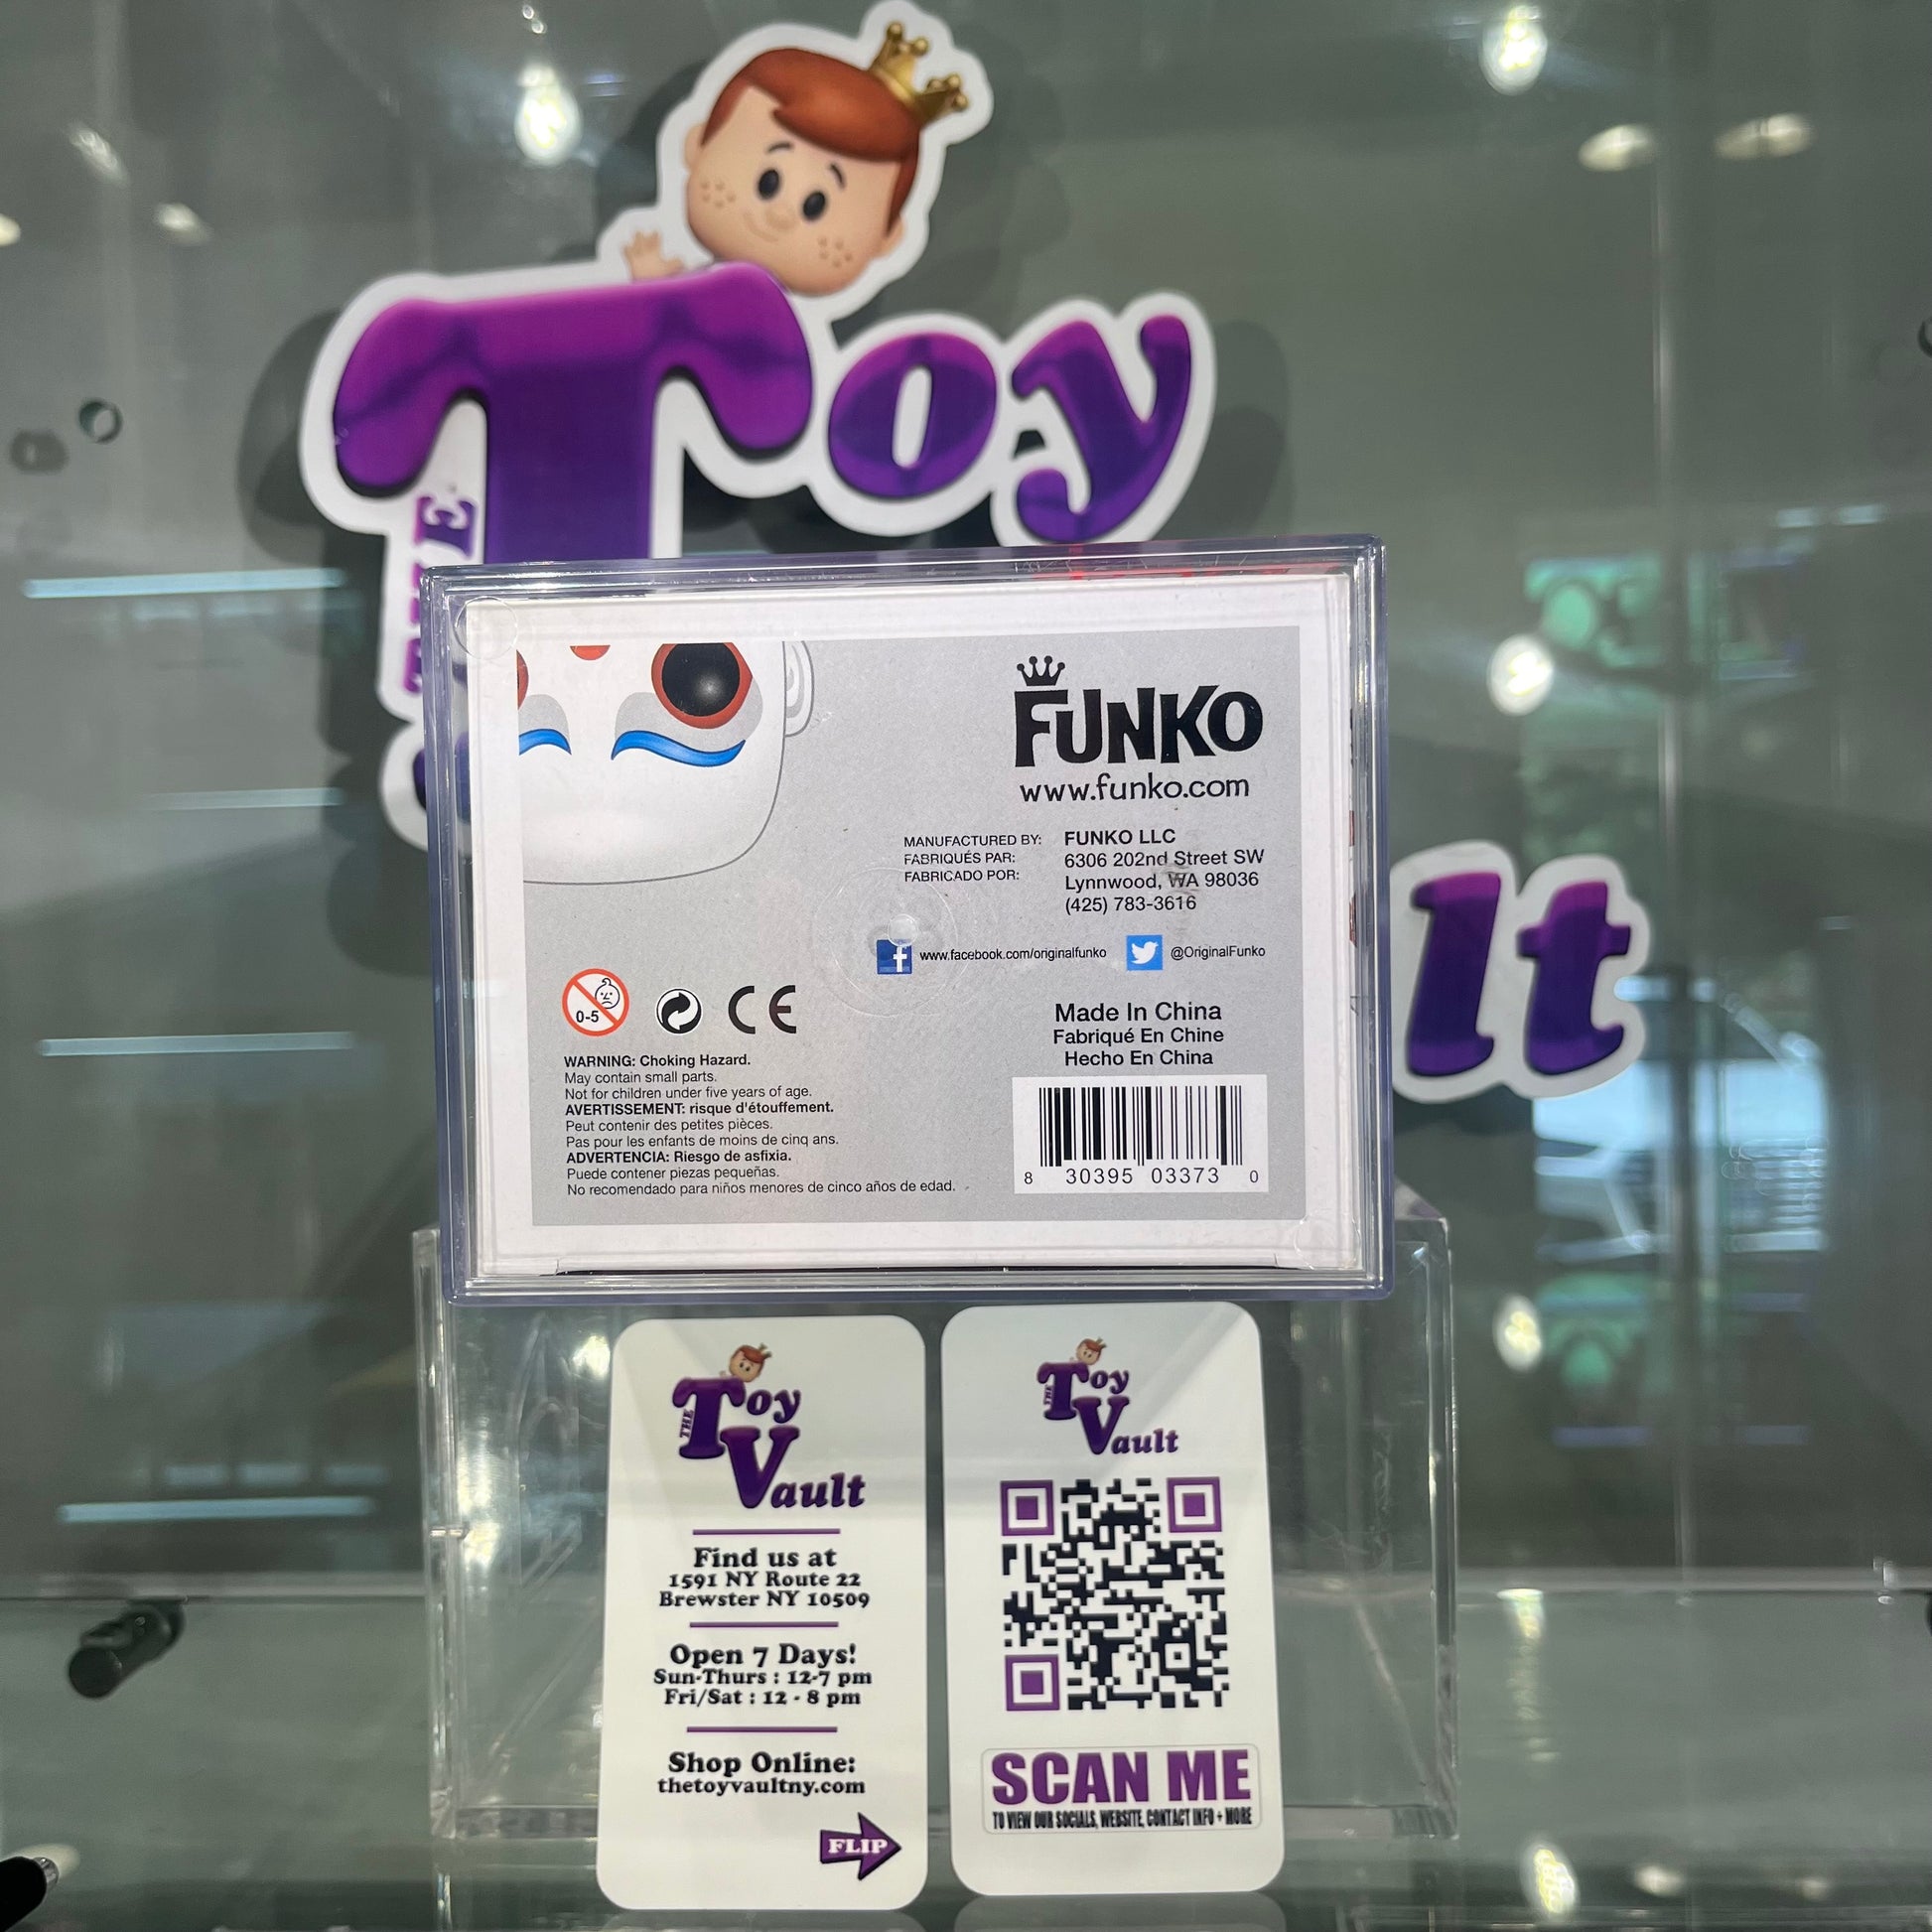 THE
Toy
lt
FUNKO
www.funko.com
MANUFACTURED BY: FUNKO LLC
FABRIQUÉS PAR: 6306 202nd Street SW
FABRICADO POR: Lynnwood, WA 98036
(425) 783-3616
f www.facebook.com/originalfunko @OriginalFunko
0-5
CE
Made In China
Fabriqué En Chine
Hecho En China
WARNING: Choking Hazard.
May contain small parts.
Not for children under five years of age.
AVERTISSEMENT: risque d'étouffement.
Peut contenir des petites pièces.
Pas pour les enfants de moins de cinq ans.
ADVERTENCIA: Riesgo de asfixia.
Puede contener piezas pequeñas.
No recomendado para niños menores de cinco años de edad.
8 30395 03373 0
THE Toy
Vault
Find us at
1591 NY Route 22
Brewster NY 10509
Open 7 Days!
Sun-Thurs : 12-7 pm
Fri/Sat : 12 - 8 pm
Shop Online:
thetoyvaultny.com
FLIP
THE Toy
Vault
SCAN ME
TO VIEW OUR SOCIALS, WEBSITE, CONTACT INFO + MORE